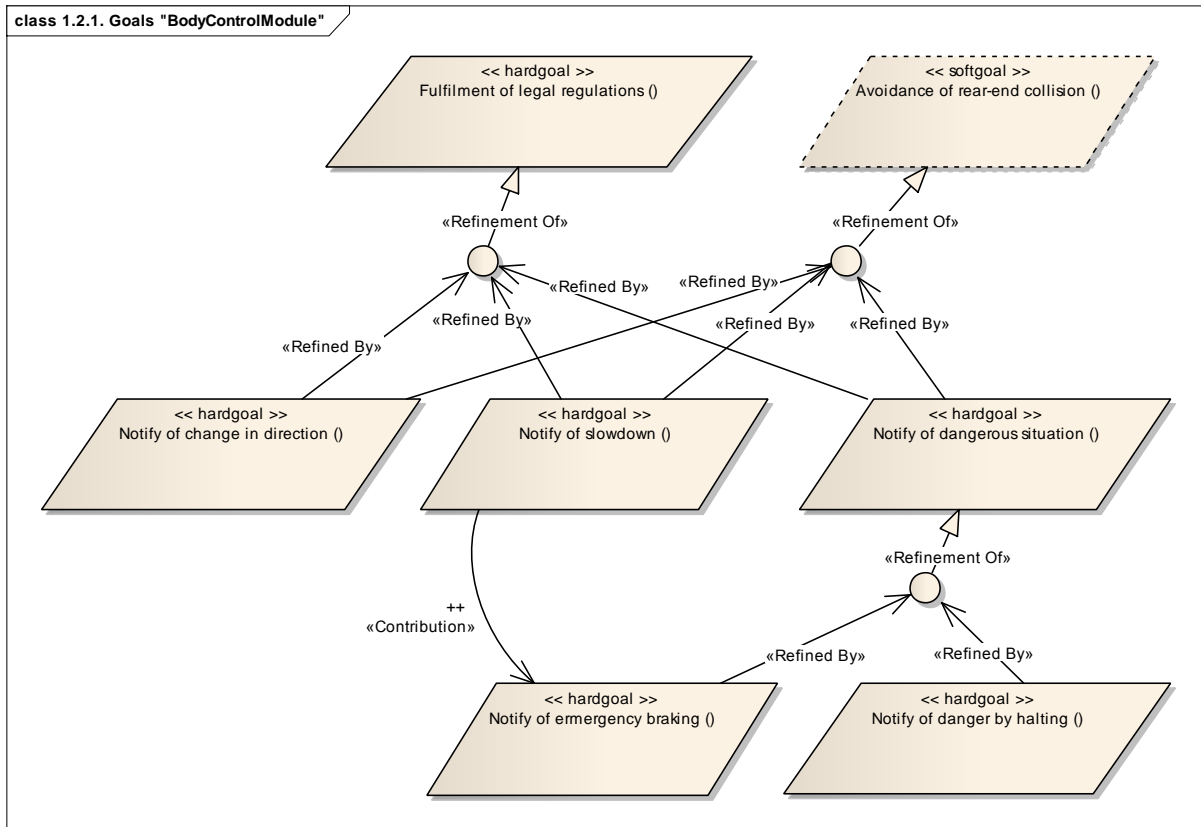 class 1.2.1. Goals "BodyControlModule"
<< hardgoal >>
Fulfilment of legal regulations ()
<< softgoal >>
Avoidance of rear-end collision ()
«Refinement Of»
«Refinement Of»
«Refined By»
«Refined By»
«Refined By»
«Refined By»
«Refined By»
«Refined By»
<< hardgoal >>
Notify of change in direction ()
<< hardgoal >>
Notify of slowdown ()
<< hardgoal >>
Notify of dangerous situation ()
«Refinement Of»
++
«Contribution»
«Refined By»
«Refined By»
<< hardgoal >>
Notify of ermergency braking ()
<< hardgoal >>
Notify of danger by halting ()